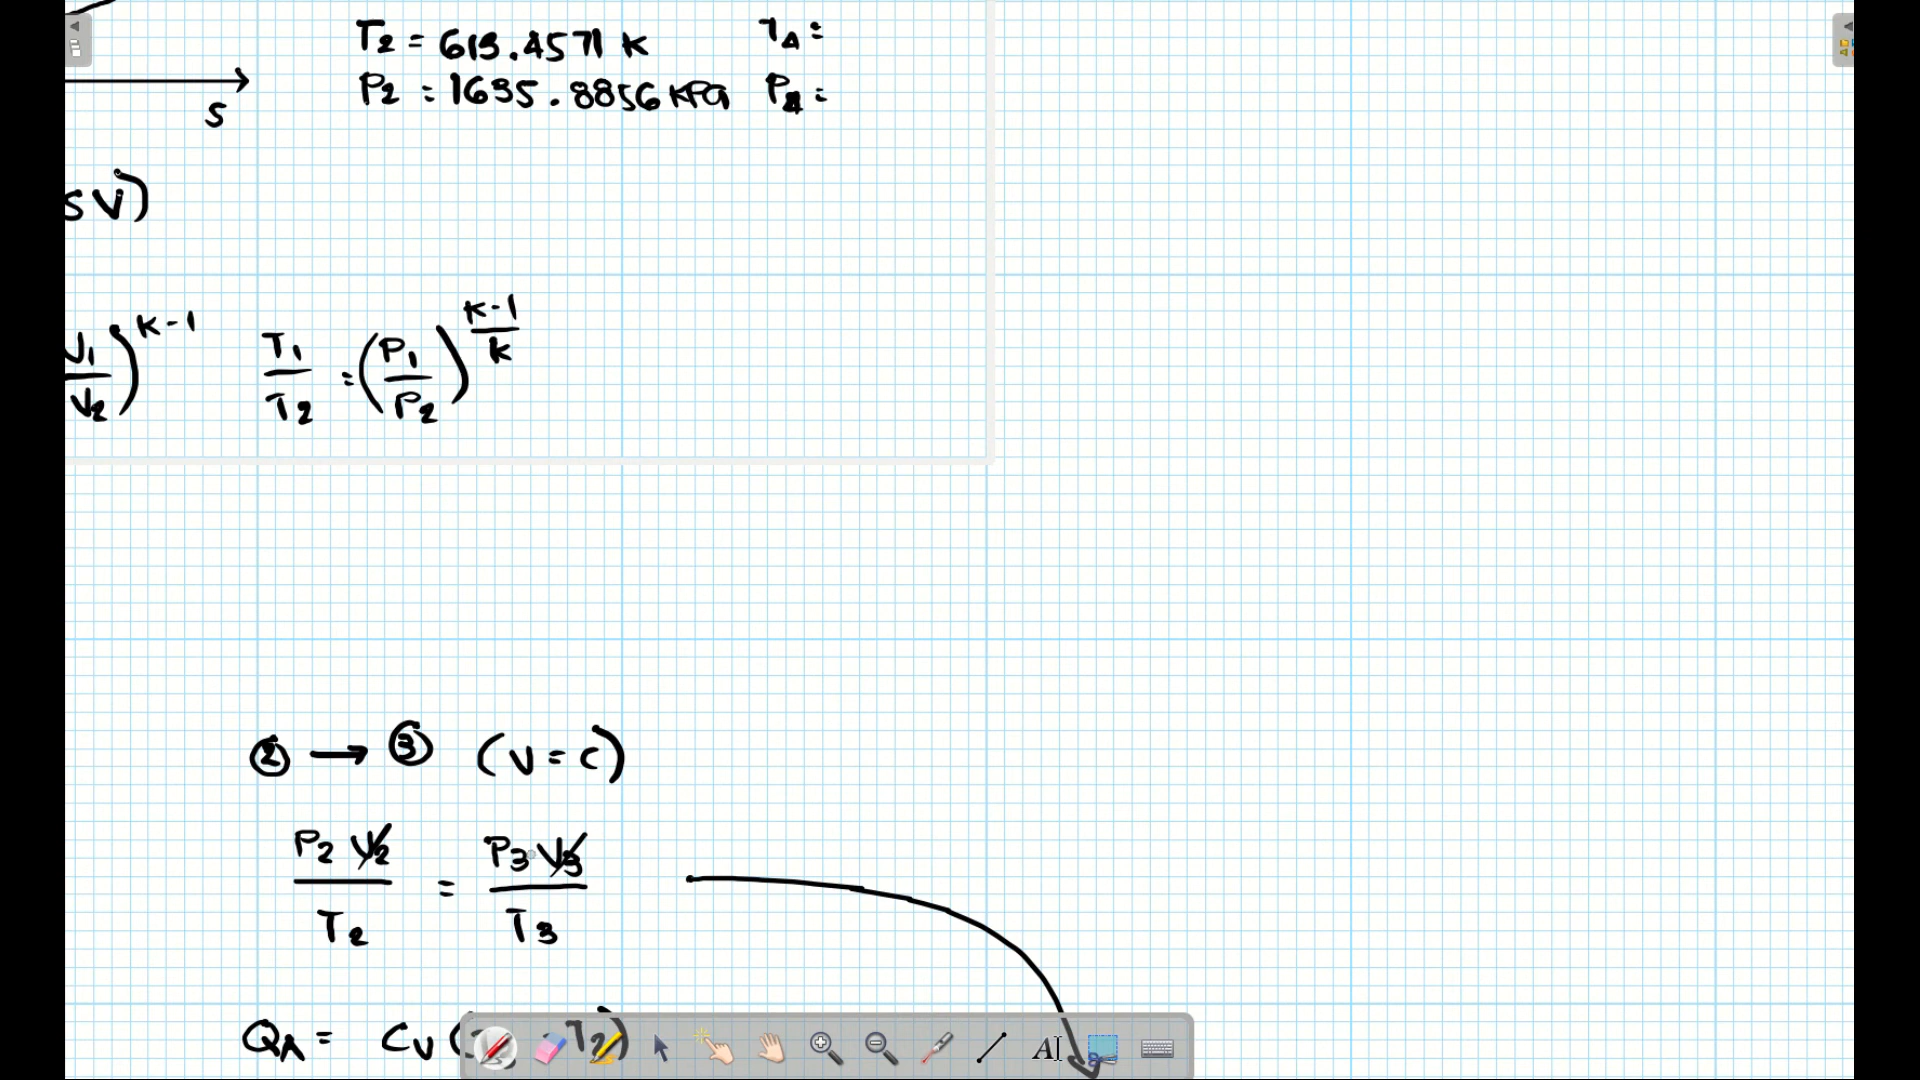 T2 = 613.4571 K T4 =
P2 = 1635.8856 KPa P4 =
S
SV)
V1/V2)^K-1 T1/T2 = (P1/P2)^K-1/K
② → ③ (V = C)
P2 V2/T2 = P3 V3/T3
QA = CV ( T2)